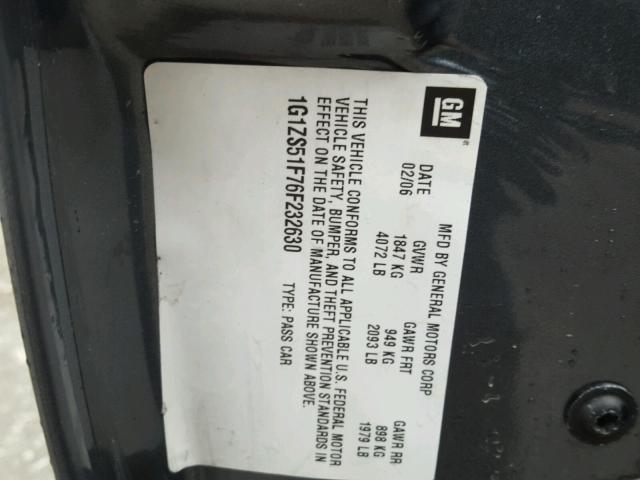 GM
MFD BY GENERAL MOTORS CORP
DATE GVWR GAWR FRT GAWR RR
02/06 1847 KG 949 KG 898 KG
4072 LB 2093 LB 1979 LB
THIS VEHICLE CONFORMS TO ALL APPLICABLE U.S. FEDERAL MOTOR
VEHICLE SAFETY, BUMPER, AND THEFT PREVENTION STANDARDS IN
EFFECT ON THE DATE OF MANUFACTURE SHOWN ABOVE.
1G1ZS51F76F232630 TYPE: PASS CAR